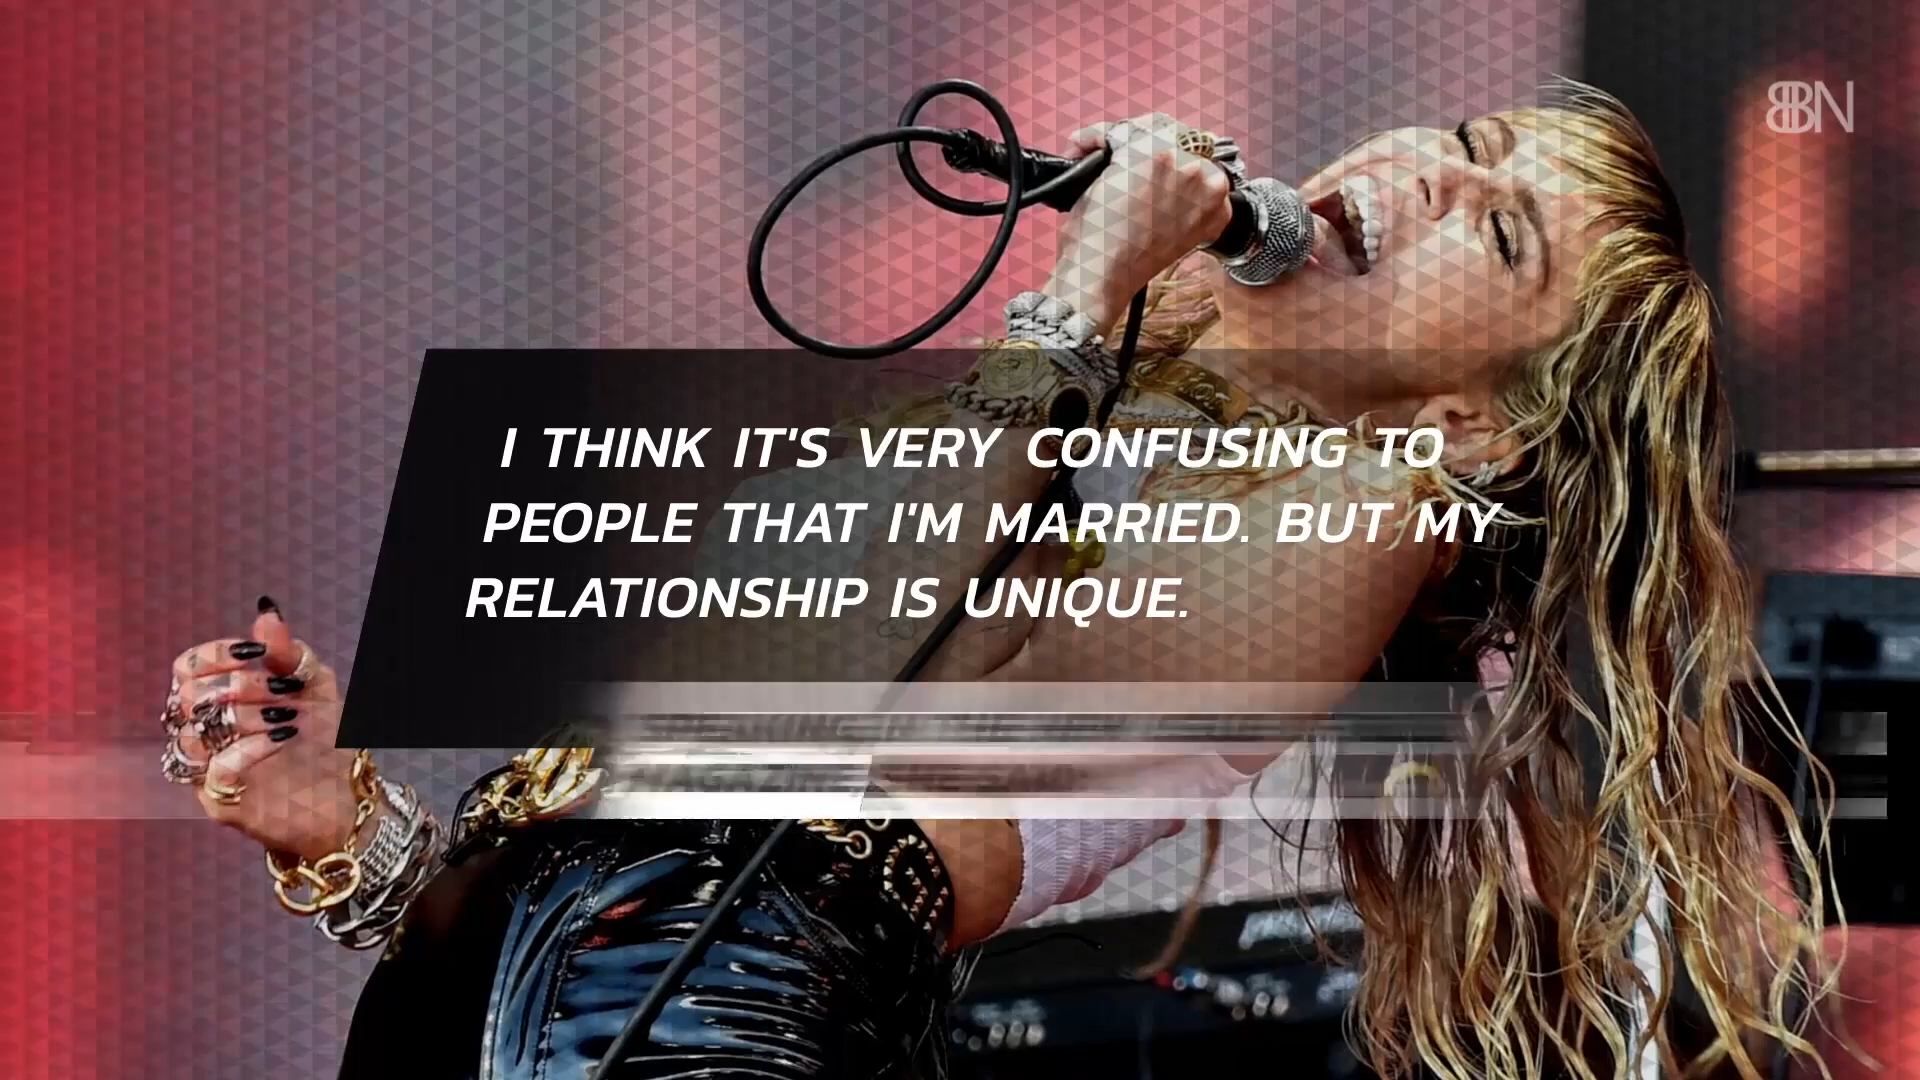 BBN
I THINK IT'S VERY CONFUSING TO
PEOPLE THAT I'M MARRIED. BUT MY
RELATIONSHIP IS UNIQUE.